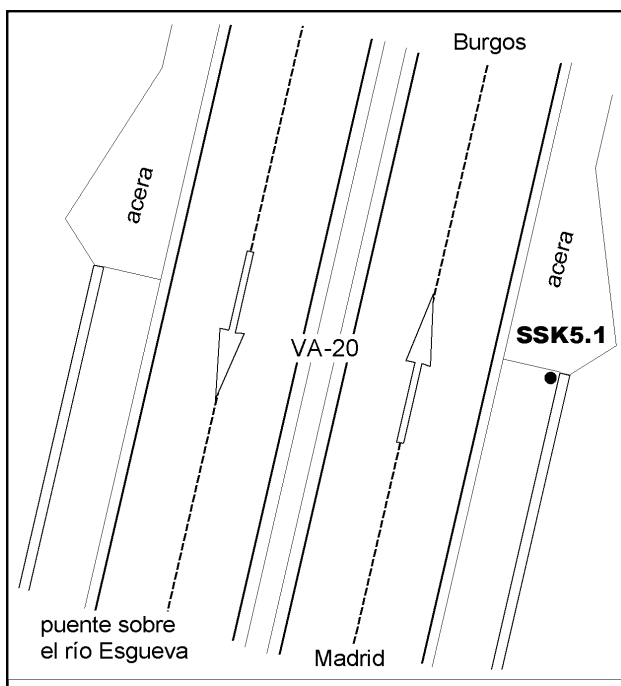 Burgos
acera
acera
SSK5.1
VA-20
puente sobre
el río Esgueva
Madrid